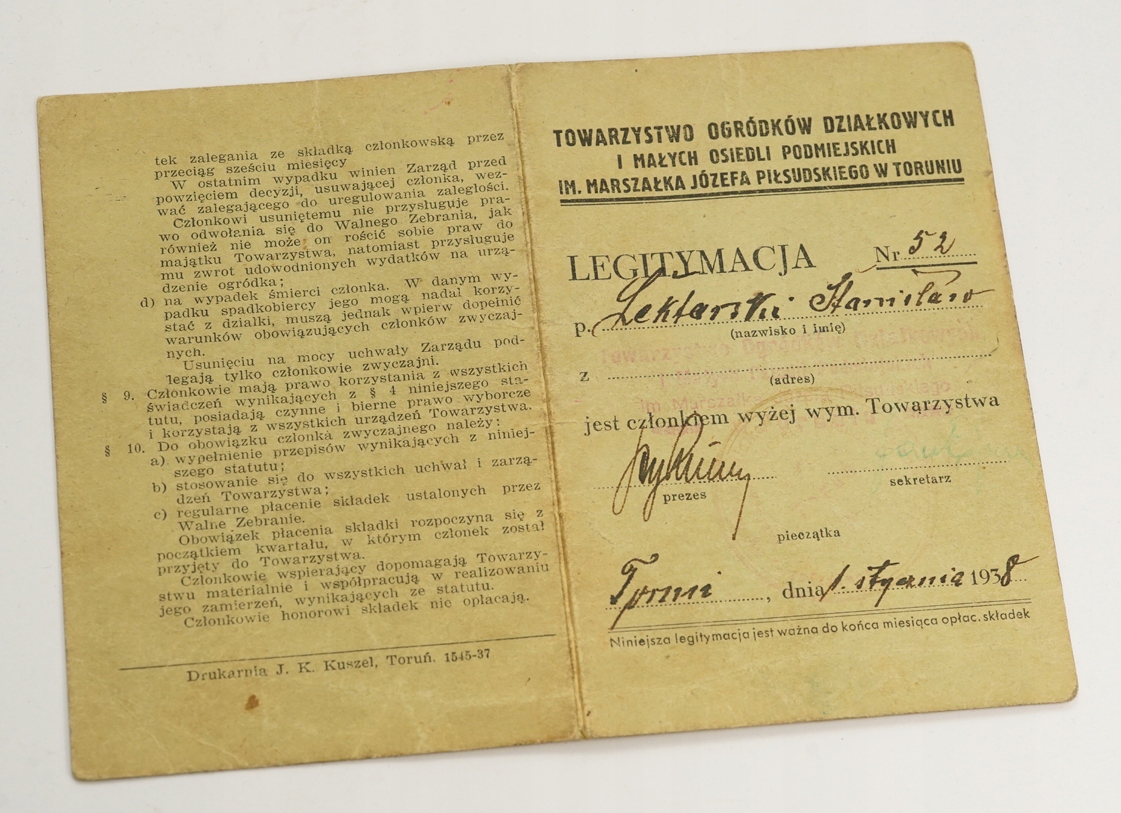 tek zalegania ze składką członkowską przez
przeciąg sześciu miesięcy
W ostatnim wypadku winien Zarząd przed
powzięciem decyzji, usuwającej członka, wez-
wać zalegającego do uregulowania zaległości.
Członkowi usuniętemu nie przysługuje pra-
wo odwołania się do Walnego Zebrania, jak
również nie może on rościć sobie praw do
majątku Towarzystwa, natomiast przysługuje
mu zwrot udowodnionych wydatków na urzą-
dzenie ogródka;
d) na wypadek śmierci członka. W danym wy-
padku spadkobiercy jego mogą nadal korzy-
stać z działki, muszą jednak wpierw dopełnić
warunków obowiązujących członków zwyczaj-
nych.
Usunięciu na mocy uchwały Zarządu pod-
legają tylko członkowie zwyczajni.
§ 9. Członkowie mają prawo korzystania z wszystkich
świadczeń wynikających z § 4 niniejszego sta-
tutu, posiadają czynne i bierne prawo wyborcze
i korzystają z wszystkich urządzeń Towarzystwa.
§ 10. Do obowiązku członka zwyczajnego należy:
a) wypełnienie przepisów wynikających z niniej-
szego statutu;
b) stosowanie się do wszystkich uchwał i zarzą-
dzeń Towarzystwa;
c) regularne płacenie składek ustalonych przez
Walne Zebranie.
Obowiązek płacenia składki rozpoczyna się z
początkiem kwartału, w którym członek został
przyjęty do Towarzystwa.
Członkowie wspierający dopomagają Towarzy-
stwu materialnie i współpracują w realizowaniu
jego zamierzeń, wynikających ze statutu.
Członkowie honorowi składek nie opłacają.
Drukarnia J. K. Kuszel, Toruń. 1545-37
TOWARZYSTWO OGRÓDKÓW DZIAŁKOWYCH
I MAŁYCH OSIEDLI PODMIEJSKICH
IM. MARSZAŁKA JÓZEFA PIŁSUDSKIEGO W TORUNIU
LEGITYMACJA Nr 52
p. Lektarski Stanisław
(nazwisko i imię)
z
(adres)
jest członkiem wyżej wym. Towarzystwa
prezes sekretarz
pieczątka
Toruń, dnia 1. stycznia 1938
Niniejsza legitymacja jest ważna do końca miesiąca opłac. składek